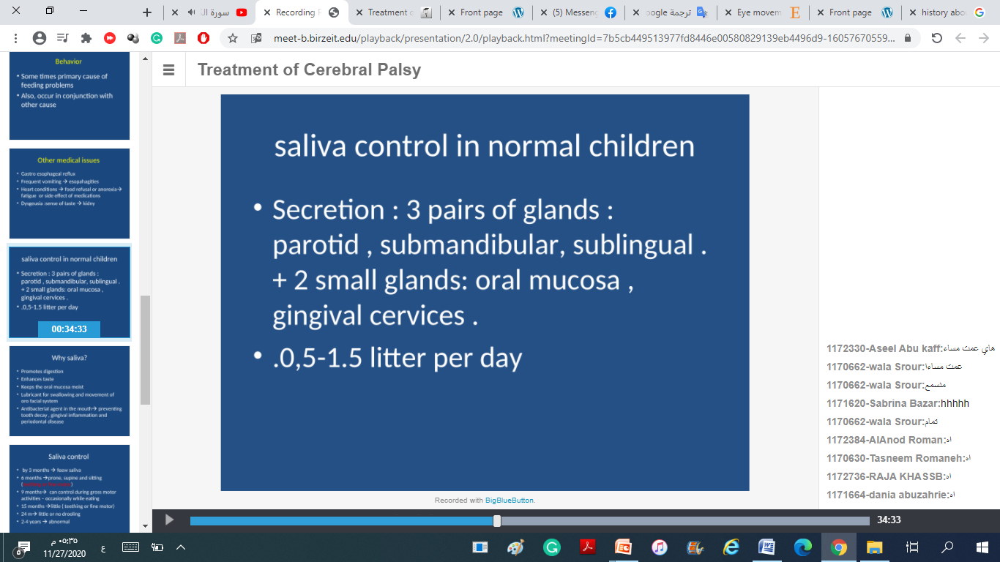 سورة ال
Recording P
Treatment o
Front page
(5) Messeng
ترجمة oogle
Eye movem
Front page
history abou
meet-b.birzeit.edu/playback/presentation/2.0/playback.html?meetingId=7b5cb449513977fd8446e00580829139eb4496d9-16057670559...
Behavior
• Some times primary cause of
feeding problems
• Also, occur in conjunction with
other cause
Other medical issues
• Gastro esophageal reflux
• Frequent vomiting → esopahagities
• Heart conditions → food refusal or anorexia→
fatigue or side effect of medications
• Dysgeusia :sense of taste → kidny
saliva control in normal children
• Secretion : 3 pairs of glands :
parotid , submandibular, sublingual .
+ 2 small glands: oral mucosa ,
gingival cervices .
• .0,5-1.5 litter per day
00:34:33
Why saliva?
• Promotes digestion
• Enhances taste
• Keeps the oral mucosa moist
• Lubricant for swallowing and movement of
oro facial system
• Antibacterial agent in the mouth→ preventing
tooth decay , gingival inflammation and
periodontal disease
Saliva control
• by 3 months → feew saliva
• 6 months →prone, supine and sitting
• 9 months→ can control during gross motor
activities – occasionally while eating
• 15 months →little ( teething or fine motor)
• 24 m→ little or no drooling
• 2-4 years → abnormal
Treatment of Cerebral Palsy
saliva control in normal children
• Secretion : 3 pairs of glands :
parotid , submandibular, sublingual .
+ 2 small glands: oral mucosa ,
gingival cervices .
• .0,5-1.5 litter per day
Recorded with BigBlueButton.
34:33
1172330-Aseel Abu kaff:هاي عمت مساء
1170662-wala Srour:عمت مساءا
1170662-wala Srour:منسمع
1171620-Sabrina Bazar:hhhhh
1170662-wala Srour:تمام
1172384-AlAnod Roman:اه
1170630-Tasneem Romaneh:اه
1172736-RAJA KHASSB:اه
1171664-dania abuzahrie:اه
٠٥:٣٥ م
11/27/2020
ع